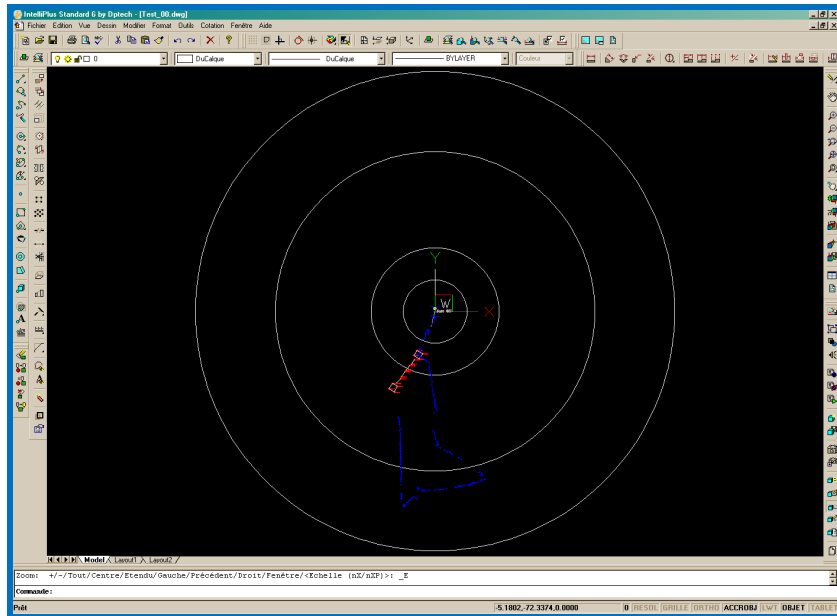 IntelliPlus Standard 6 by Dptech - [Test_00.dwg]
Fichier Edition Vue Dessin Modifier Format Outils Cotation Fenêtre Aide
0 DuCalque DuCalque BYLAYER Couleur
Y
W
X
Model Layout1 Layout2
Zoom: +/-/Tout/Centre/Etendu/Gauche/Précédent/Droit/Fenêtre/<Echelle (nX/nXP)>: _E
Commande:
Prêt -5.1802,-72.3374,0.0000 0 RESOL GRILLE ORTHO ACCROBJ LWT OBJET TABLE